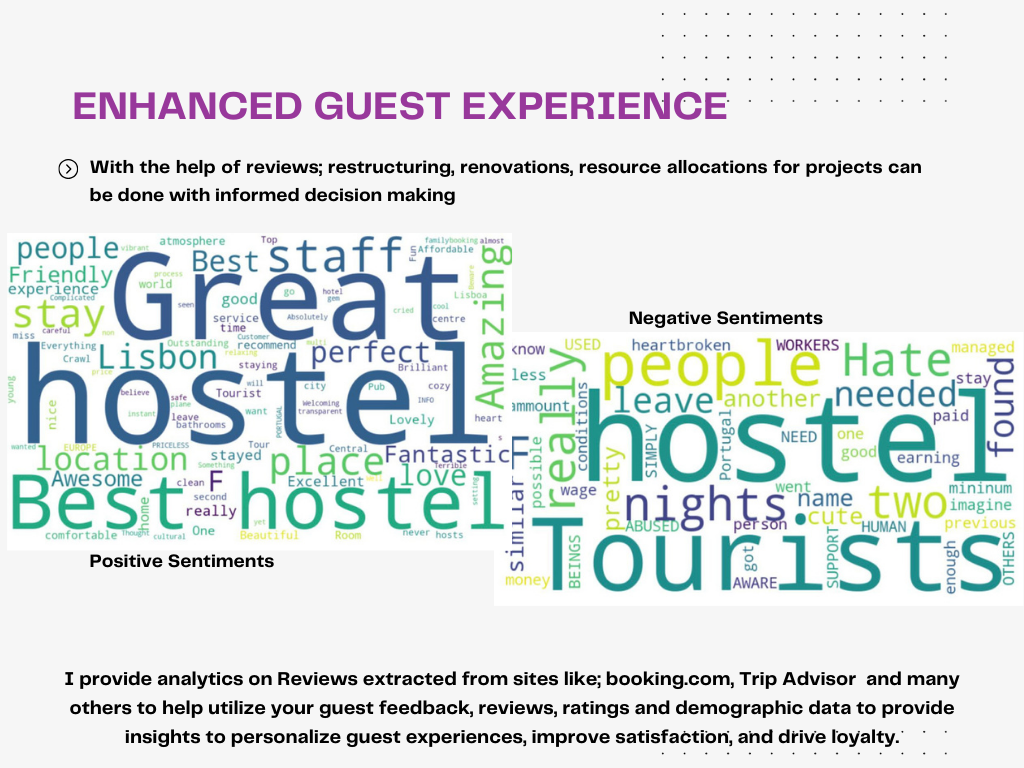 ENHANCED GUEST EXPERIENCE
With the help of reviews; restructuring, renovations, resource allocations for projects can
be done with informed decision making
people
vibrant
atmosphere
Top
staff
Fun
familybooking
almost
Affordable
Friendly
Best
Great
Amazing
experience
Complicated
process
world
good
go
hotel
gem
Beware
Lisboa
seen
cried
cool
stay
service
Absolutely
centre
time
careful
non
miss
Everything
Outstanding
Customer
recommend
multi
relaxing
perfect
Crawl
Lisbon
staying
Brilliant
price
hostel
young
believe
safe
plane
Tourist
will
city
Pub
cozy
INFO
nice
instant
leave
bathrooms
want
PORTUGAL
Welcoming
transparent
Lovely
heart
s
wanted
EUROPE
PRICELESS
Tour
Central
location
stayed
place
Fantastic
Something
Terrible
Awesome
clean
F
Excellent
well
love
setting
Best hostel
home
second
really
comfortable
Thought
cultural
One
yet
Beautiful
Room
never
hosts
Positive Sentiments
Negative Sentiments
know
USED
heartbroken
WORKERS
Hate
managed
less
really
people
needed
stay
found
ammount
conditions
leave
another
paid
hostel
similar
possible
SIMPLY
Portugal
NEED
one
good
earning
wage
pretty
nights
went
name
two
mininum
imagine
cute
ABUSED
person
HUMAN
previous
Tourists
money
BEINGS
got
AWARE
SUPPORT
enough
OTHERS
I provide analytics on Reviews extracted from sites like; booking.com, Trip Advisor and many
others to help utilize your guest feedback, reviews, ratings and demographic data to provide
insights to personalize guest experiences, improve satisfaction, and drive loyalty.